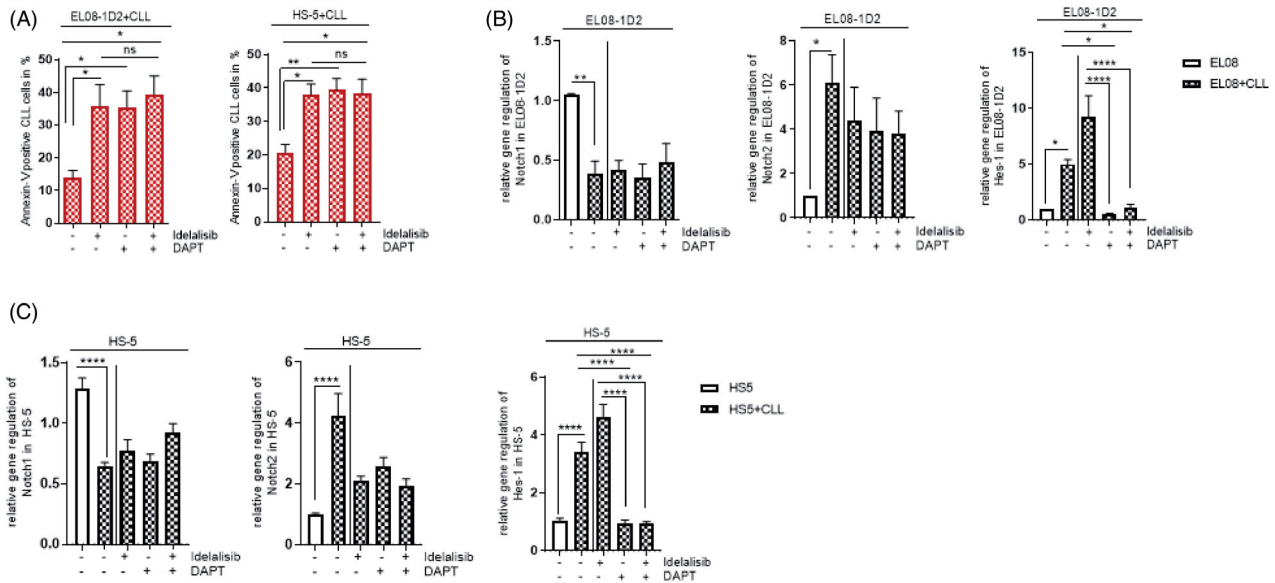 (A)
EL08-1D2+CLL
*
ns
*
*
Annexin-V positive CLL cells in %
50
40
30
20
10
0
- + - + Idelalisib
- - + + DAPT
HS-5+CLL
*
ns
**
*
Annexin-V positive CLL cells in %
50
40
30
20
10
0
- + - + Idelalisib
- - + + DAPT
(B)
EL08-1D2
**
relative gene regulation of
Notch1 in EL08-1D2
1.5
1.0
0.5
0.0
- - + - + Idelalisib
- - - + + DAPT
EL08-1D2
*
relative gene regulation of
Notch2 in EL08-1D2
8
6
4
2
0
- - + - + Idelalisib
- - - + + DAPT
EL08-1D2
*
*
****
****
*
relative gene regulation of
Hes-1 in EL08-1D2
15
10
5
0
- - + - + Idelalisib
- - - + + DAPT
EL08
EL08+CLL
(C)
HS-5
****
relative gene regulation of
Notch1 in HS-5
1.5
1.0
0.5
0.0
- - + - + Idelalisib
- - - + + DAPT
HS-5
****
relative gene regulation of
Notch2 in HS-5
6
4
2
0
- - + - + Idelalisib
- - - + + DAPT
HS-5
****
****
****
****
****
relative gene regulation of
Hes-1 in HS-5
6
4
2
0
- - + - + Idelalisib
- - - + + DAPT
HS5
HS5+CLL